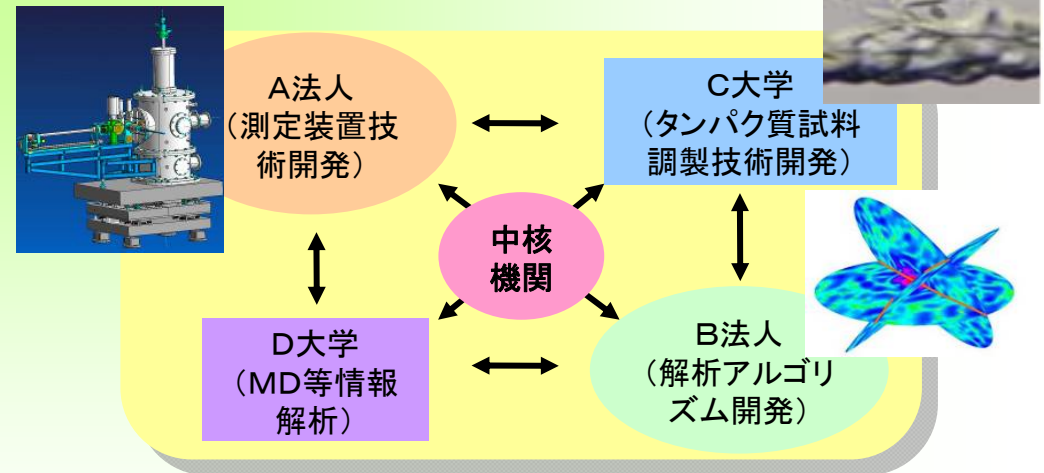 A法人
（測定装置技
術開発）
C大学
（タンパク質試料
調製技術開発）
中核
機関
D大学
（MD等情報
解析）
B法人
（解析アルゴリ
ズム開発）